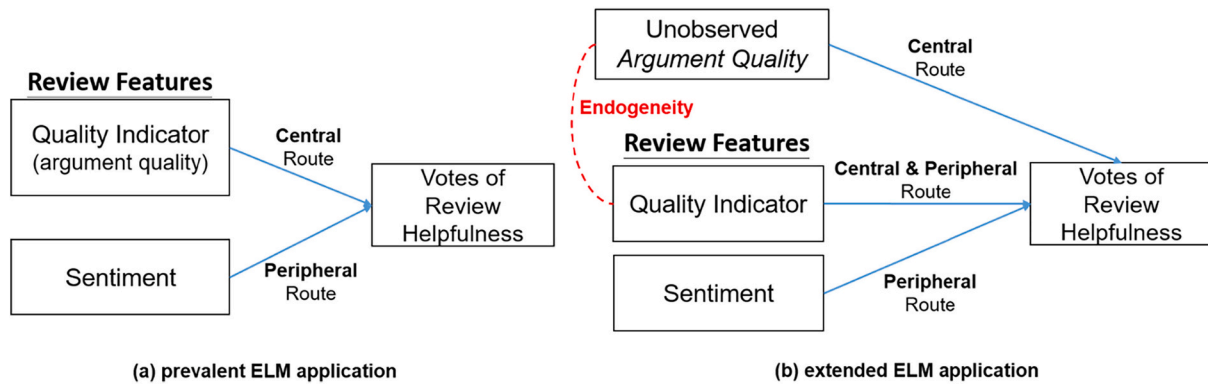 Review Features
Quality Indicator
(argument quality)
Sentiment
Central
Route
Peripheral
Route
Votes of
Review
Helpfulness
(a) prevalent ELM application
Unobserved
Argument Quality
Endogeneity
Review Features
Quality Indicator
Sentiment
Central
Route
Central & Peripheral
Route
Peripheral
Route
Votes of
Review
Helpfulness
(b) extended ELM application